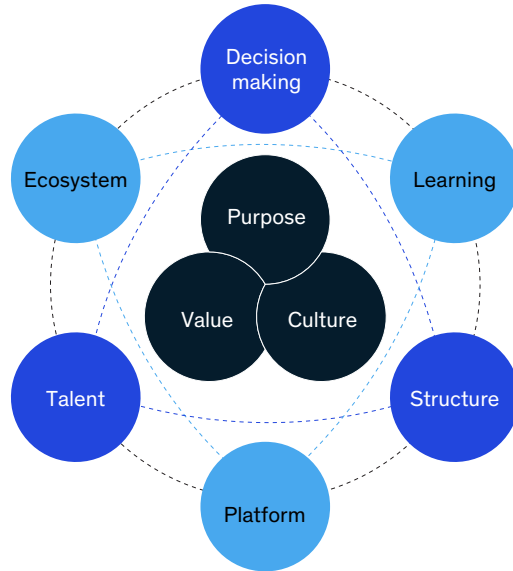 Decision
making
Ecosystem
Learning
Purpose
Value
Culture
Talent
Structure
Platform